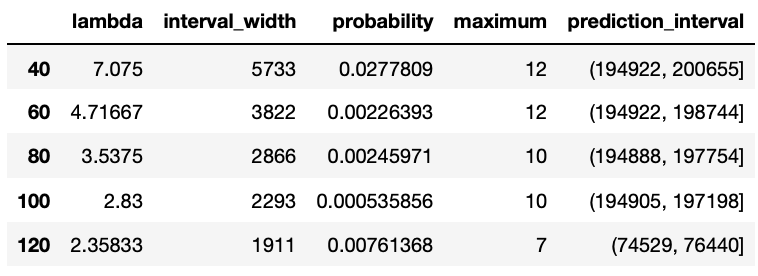 lambda interval_width probability maximum prediction_interval
40 7.075 5733 0.0277809 12 (194922, 200655]
60 4.71667 3822 0.00226393 12 (194922, 198744]
80 3.5375 2866 0.00245971 10 (194888, 197754]
100 2.83 2293 0.000535856 10 (194905, 197198]
120 2.35833 1911 0.00761368 7 (74529, 76440]